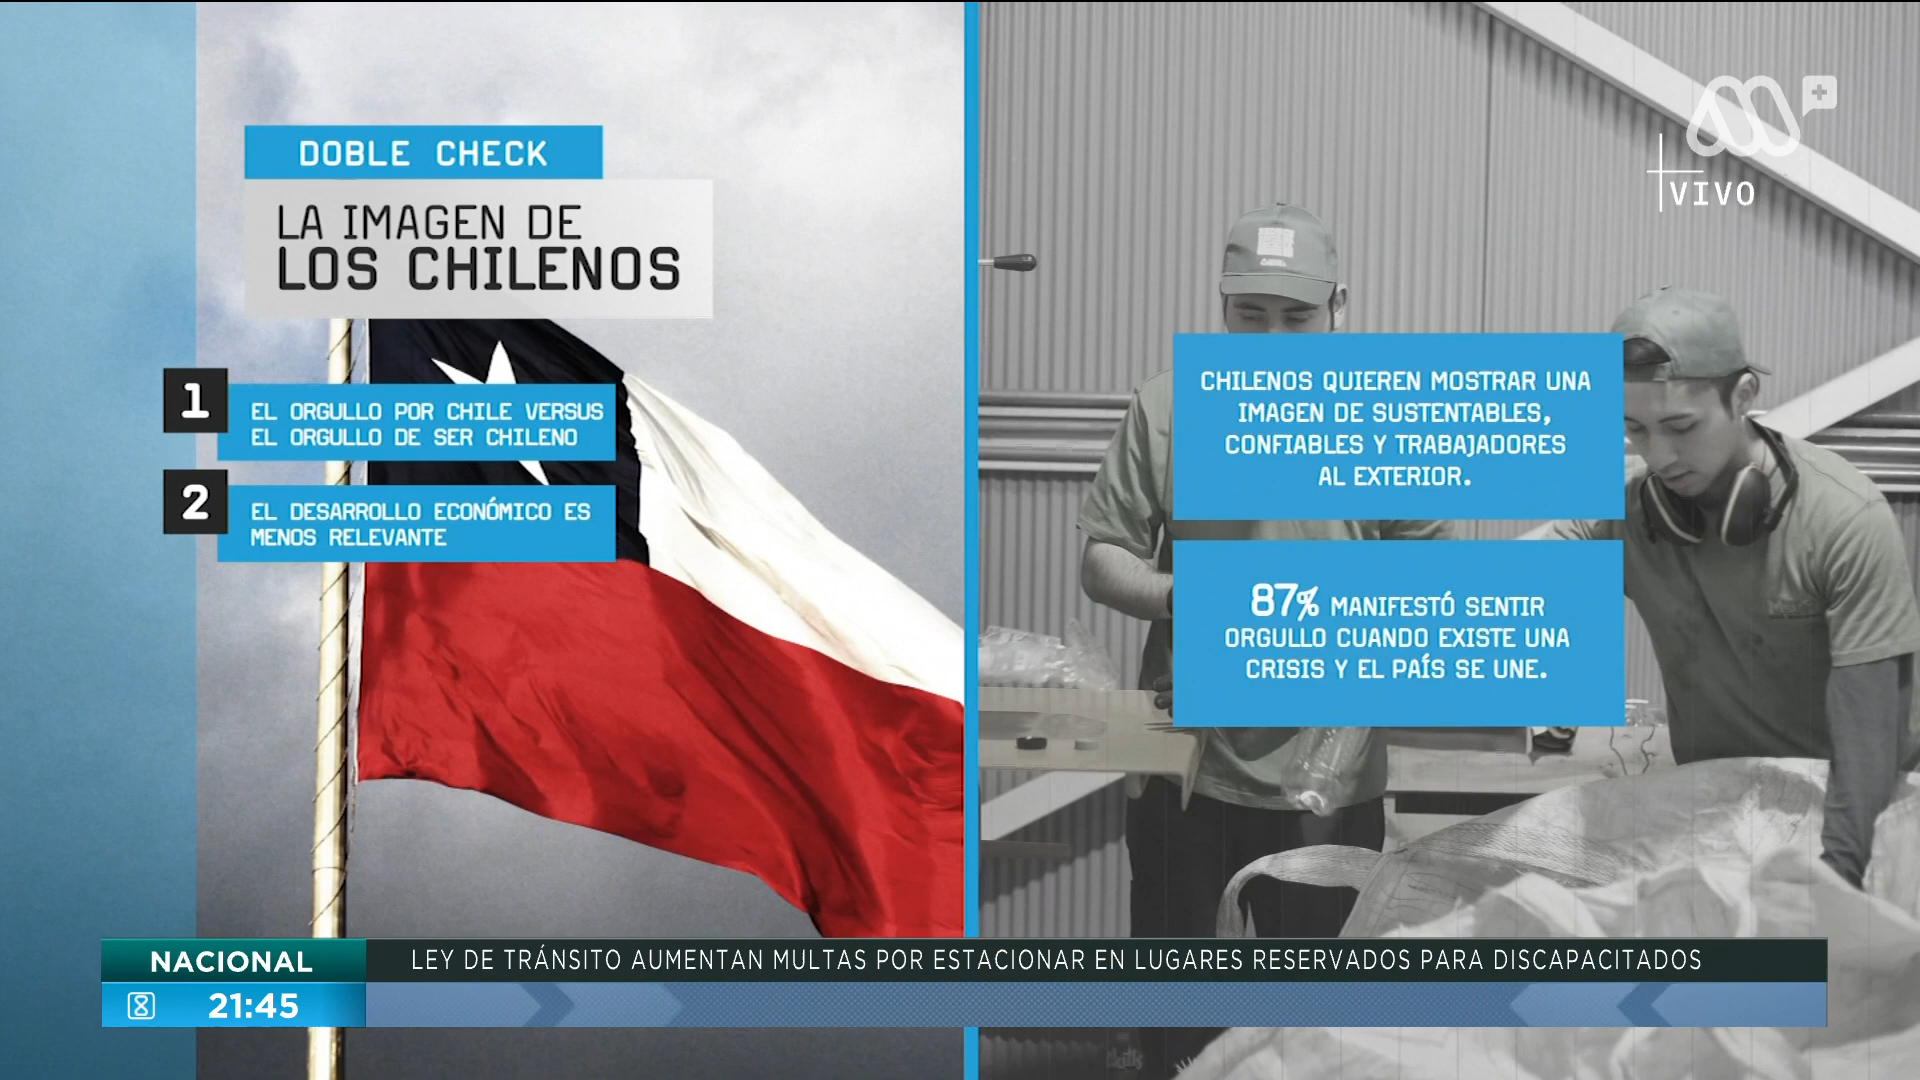 DOBLE CHECK
LA IMAGEN DE
LOS CHILENOS
1
EL ORGULLO POR CHILE VERSUS
EL ORGULLO DE SER CHILENO
2
EL DESARROLLO ECONÓMICO ES
MENOS RELEVANTE
+
VIVO
CHILENOS QUIEREN MOSTRAR UNA
IMAGEN DE SUSTENTABLES,
CONFIABLES Y TRABAJADORES
AL EXTERIOR.
87% MANIFESTÓ SENTIR
ORGULLO CUANDO EXISTE UNA
CRISIS Y EL PAÍS SE UNE.
NACIONAL
LEY DE TRÁNSITO AUMENTAN MULTAS POR ESTACIONAR EN LUGARES RESERVADOS PARA DISCAPACITADOS
21:45